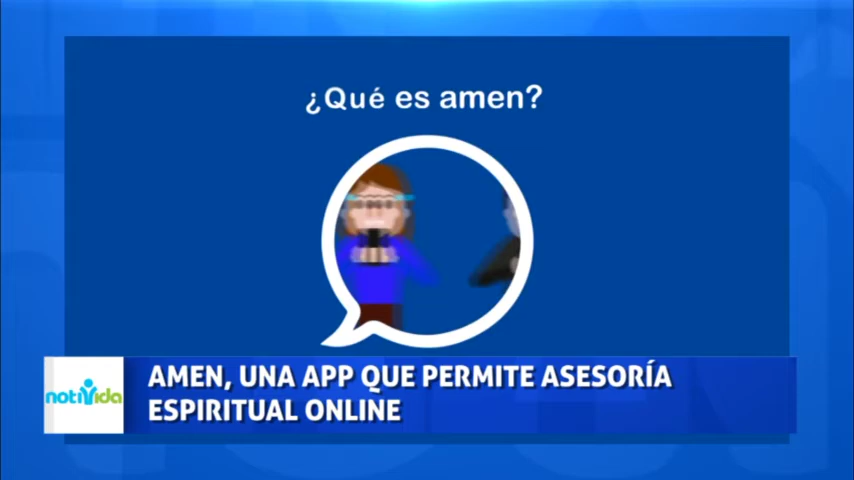 ¿Qué es amen?
notiVida
AMEN, UNA APP QUE PERMITE ASESORÍA
ESPIRITUAL ONLINE